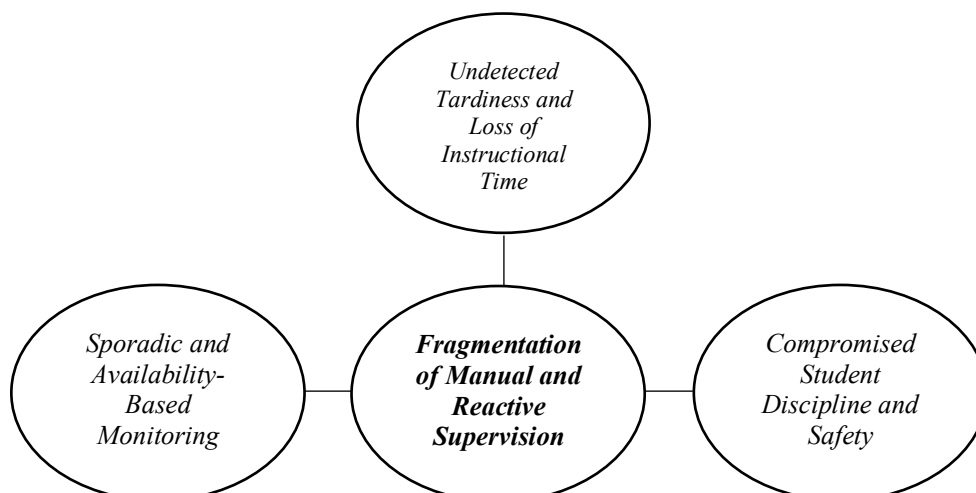 Undetected
Tardiness and
Loss of
Instructional
Time
Sporadic and
Availability-
Based
Monitoring
Fragmentation
of Manual and
Reactive
Supervision
Compromised
Student
Discipline and
Safety